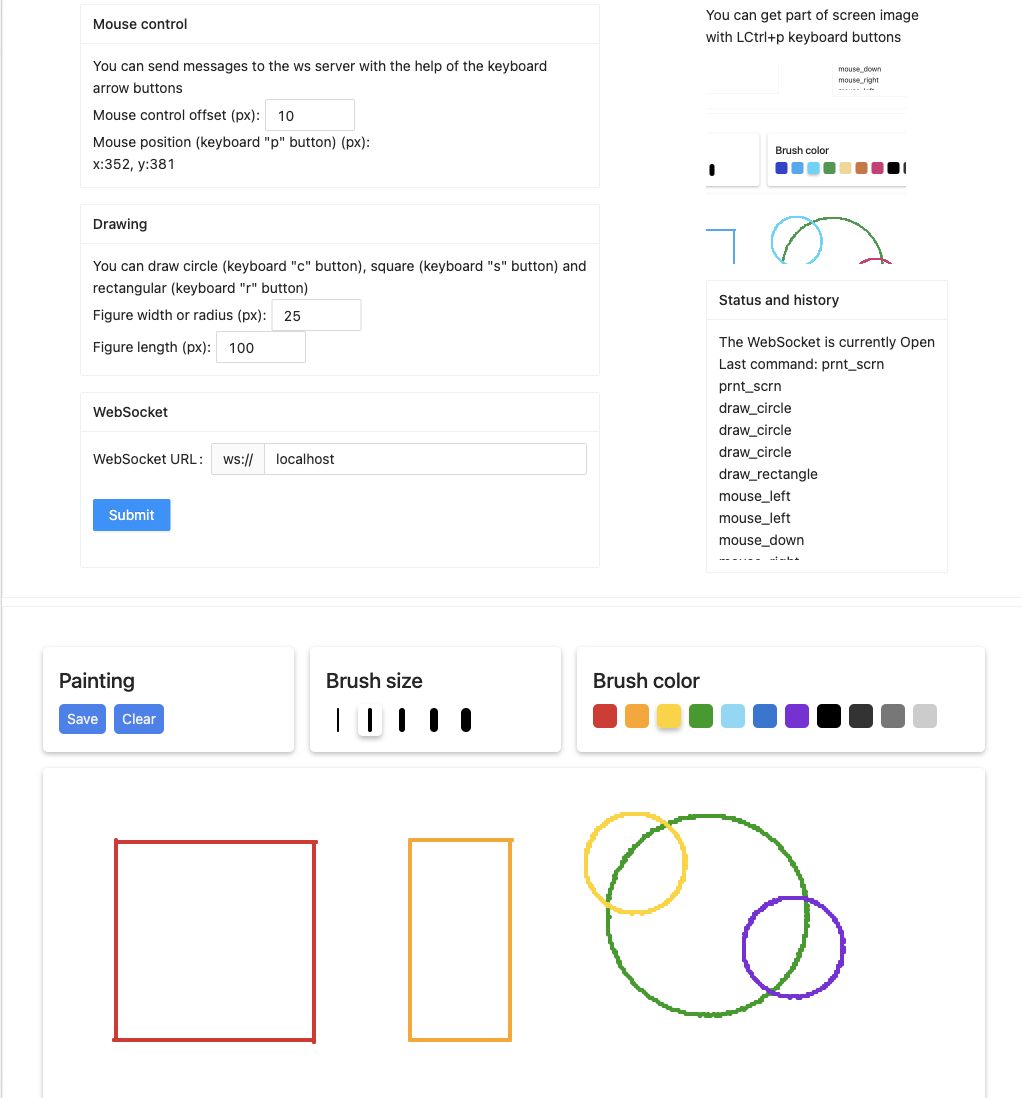 Mouse control
You can send messages to the ws server with the help of the keyboard
arrow buttons
Mouse control offset (px): 10
Mouse position (keyboard "p" button) (px):
x:352, y:381
Drawing
You can draw circle (keyboard "c" button), square (keyboard "s" button) and
rectangular (keyboard "r" button)
Figure width or radius (px): 25
Figure length (px): 100
WebSocket
WebSocket URL: ws:// localhost
Submit
You can get part of screen image
with LCtrl+p keyboard buttons
mouse_down
mouse_right
Brush color
Status and history
The WebSocket is currently Open
Last command: prnt_scrn
prnt_scrn
draw_circle
draw_circle
draw_circle
draw_rectangle
mouse_left
mouse_left
mouse_down
Painting
Save Clear
Brush size
Brush color